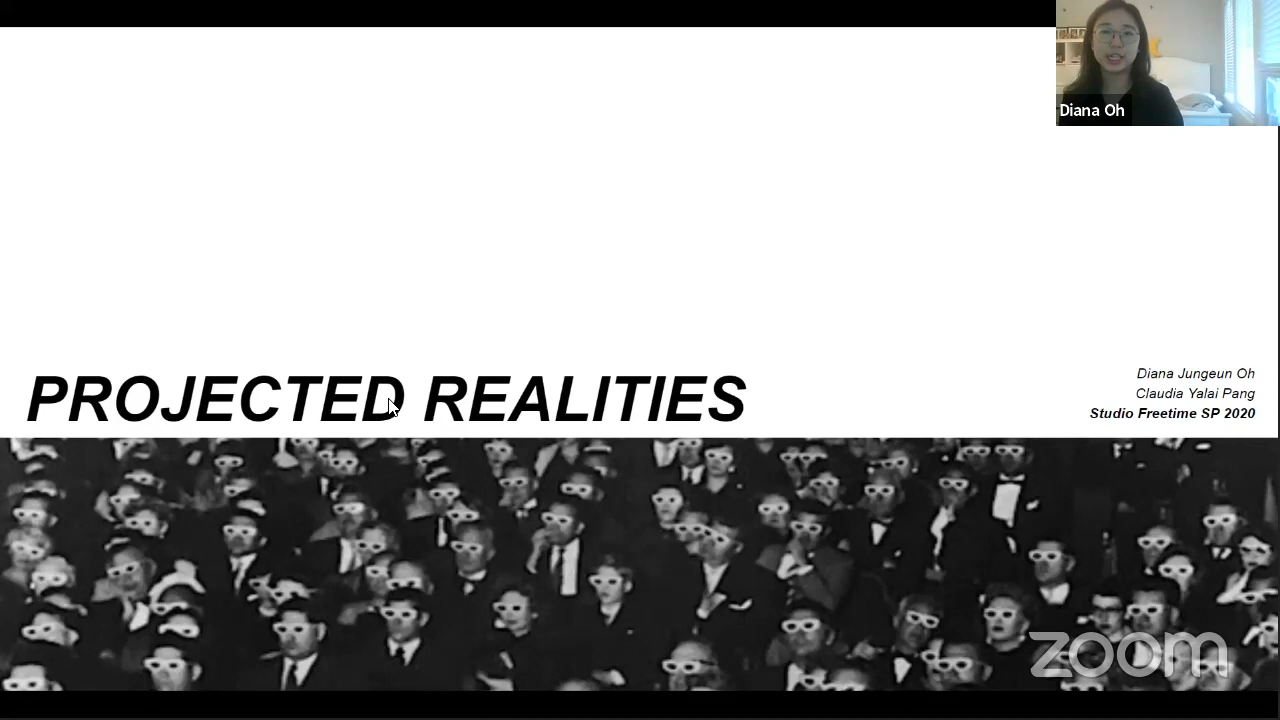 Diana Oh
PROJECTED REALITIES
Diana Jungeun Oh
Claudia Yalai Pang
Studio Freetime SP 2020
zoom